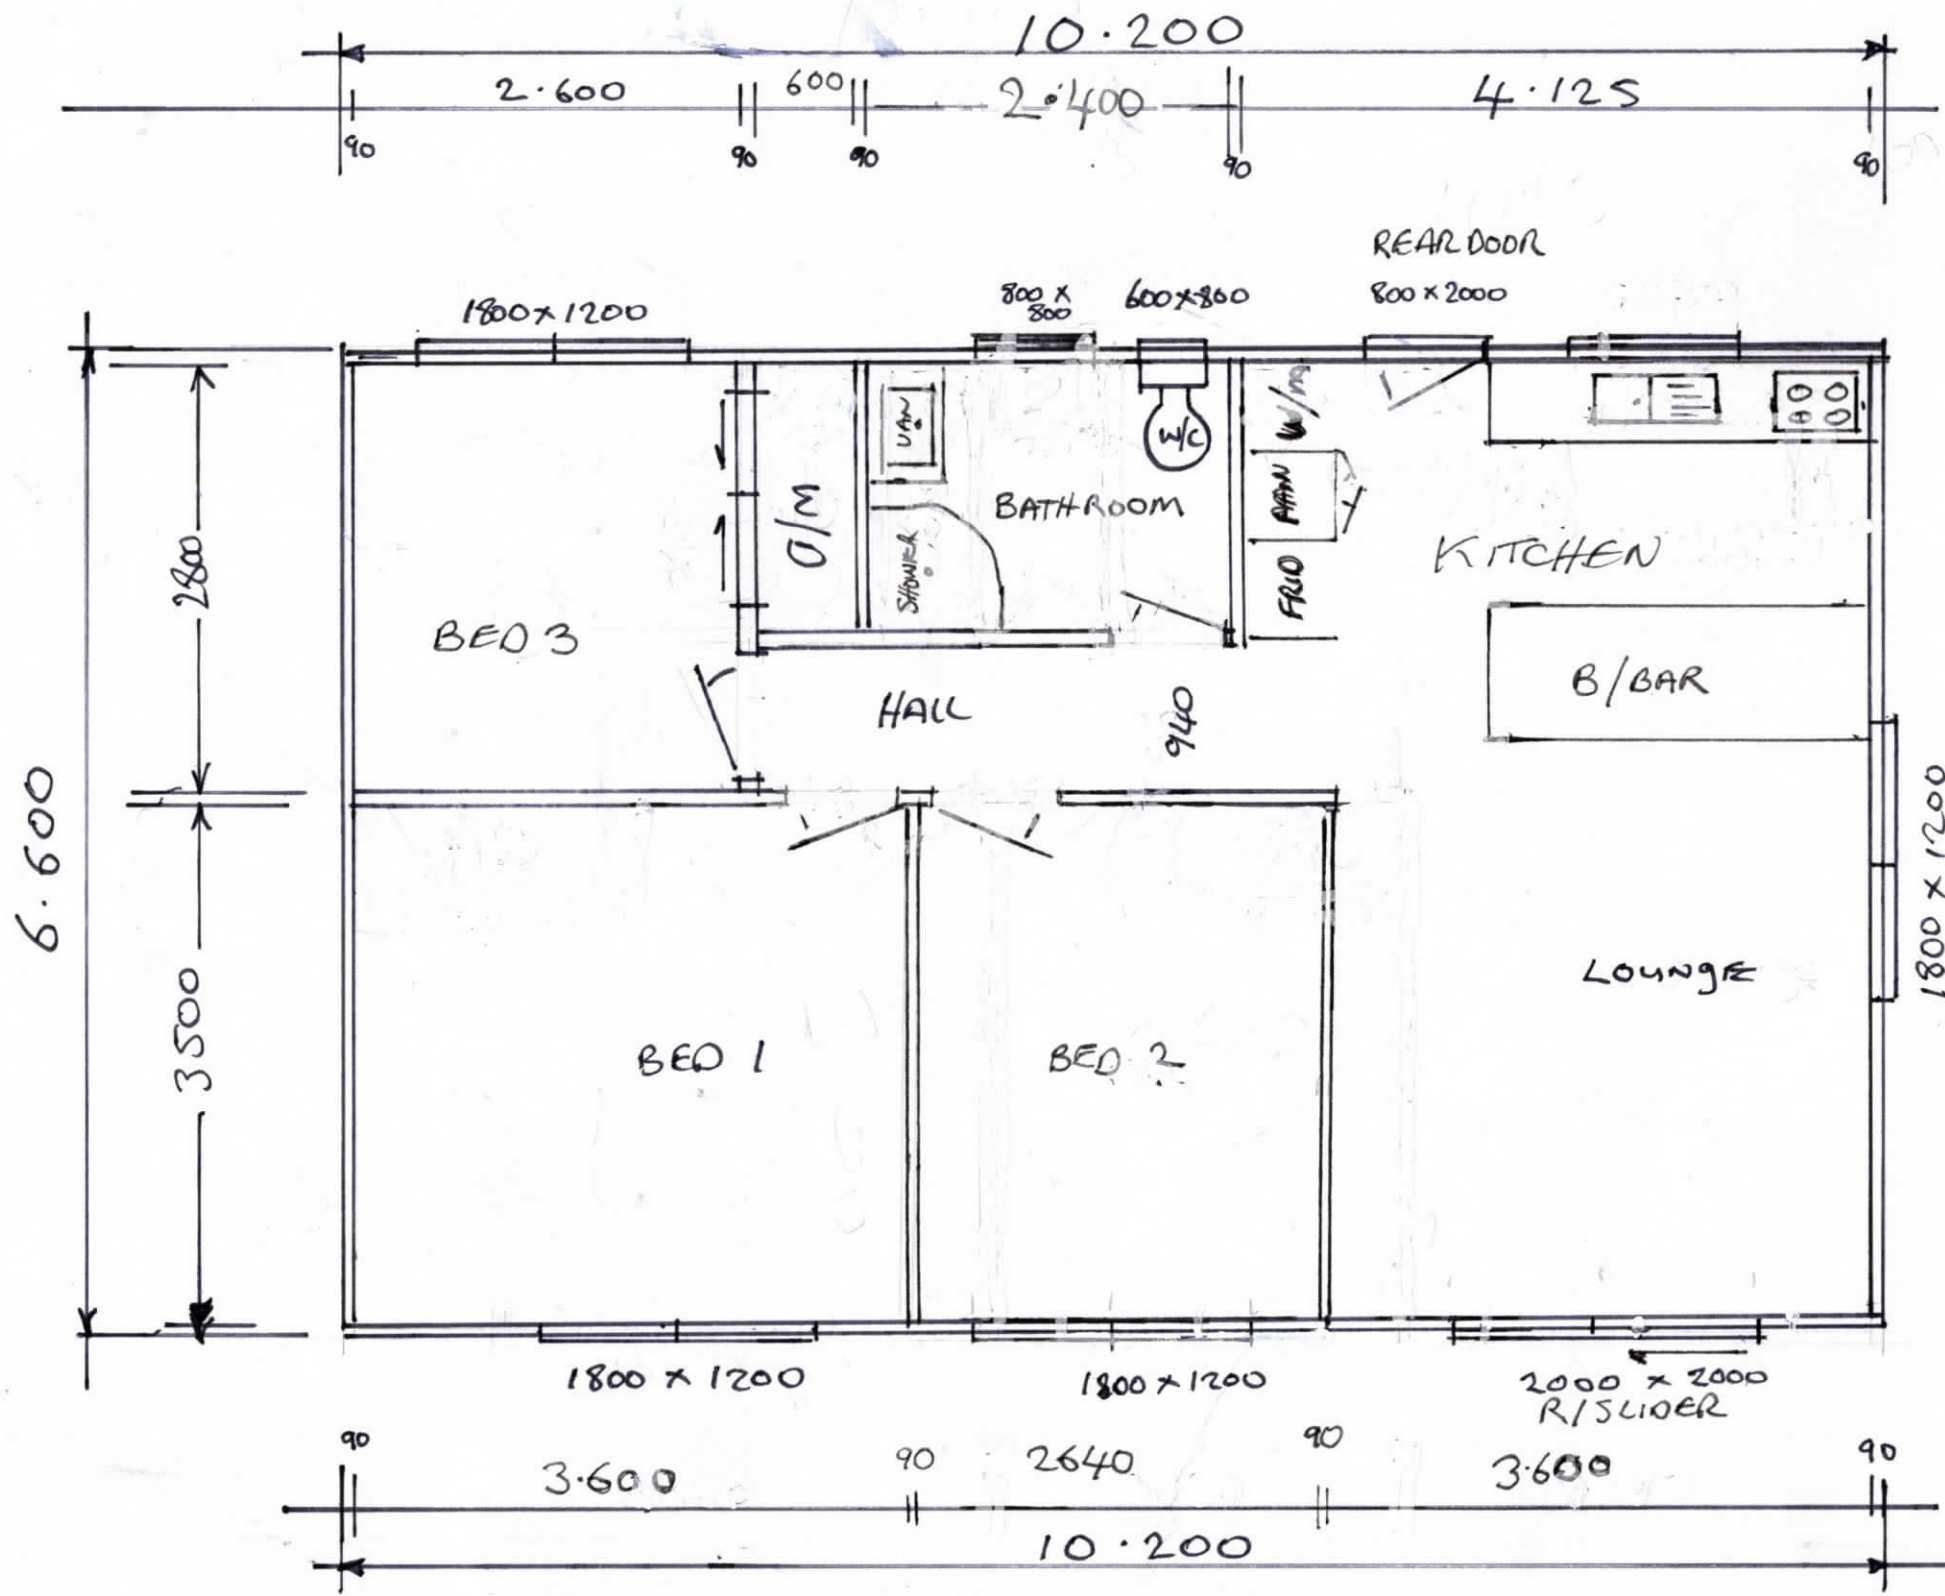 10.200
2.600 600 2.400 4.125
90 90 90 90 90
REAR DOOR
1800 x 1200 800 x 800 600 x 800 800 x 2000
W/M
VAN
W/C
O/M
BATHROOM
SHOWER
FRID
KITCHEN
2800
BED 3
B/BAR
HALL
940
6.600
1800 x 1200
LOUNGE
3500
BED 1 BED 2
1800 x 1200 1800 x 1200 2000 x 2000
R/SLIDER
90 90 90 90
3.600 2640 3.600
10.200